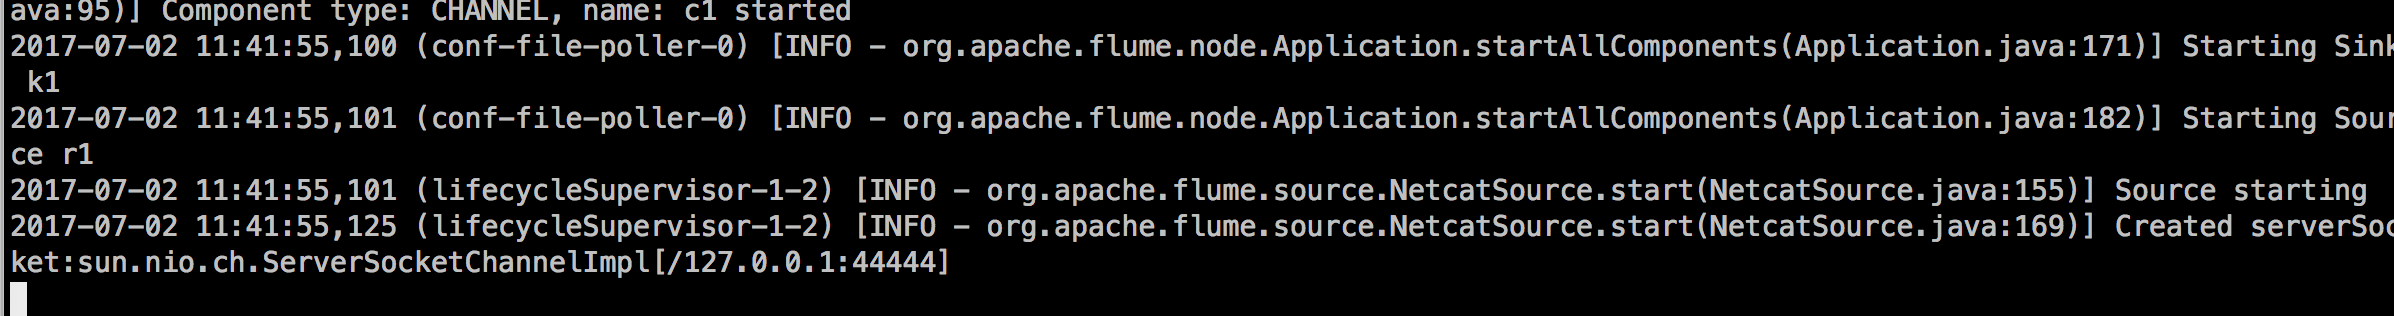 ava:95)] Component type: CHANNEL, name: c1 started
2017-07-02 11:41:55,100 (conf-file-poller-0) [INFO - org.apache.flume.node.Application.startAllComponents(Application.java:171)] Starting Sink
k1
2017-07-02 11:41:55,101 (conf-file-poller-0) [INFO - org.apache.flume.node.Application.startAllComponents(Application.java:182)] Starting Sour
ce r1
2017-07-02 11:41:55,101 (lifecycleSupervisor-1-2) [INFO - org.apache.flume.source.NetcatSource.start(NetcatSource.java:155)] Source starting
2017-07-02 11:41:55,125 (lifecycleSupervisor-1-2) [INFO - org.apache.flume.source.NetcatSource.start(NetcatSource.java:169)] Created serverSoc
ket:sun.nio.ch.ServerSocketChannelImpl[/127.0.0.1:44444]